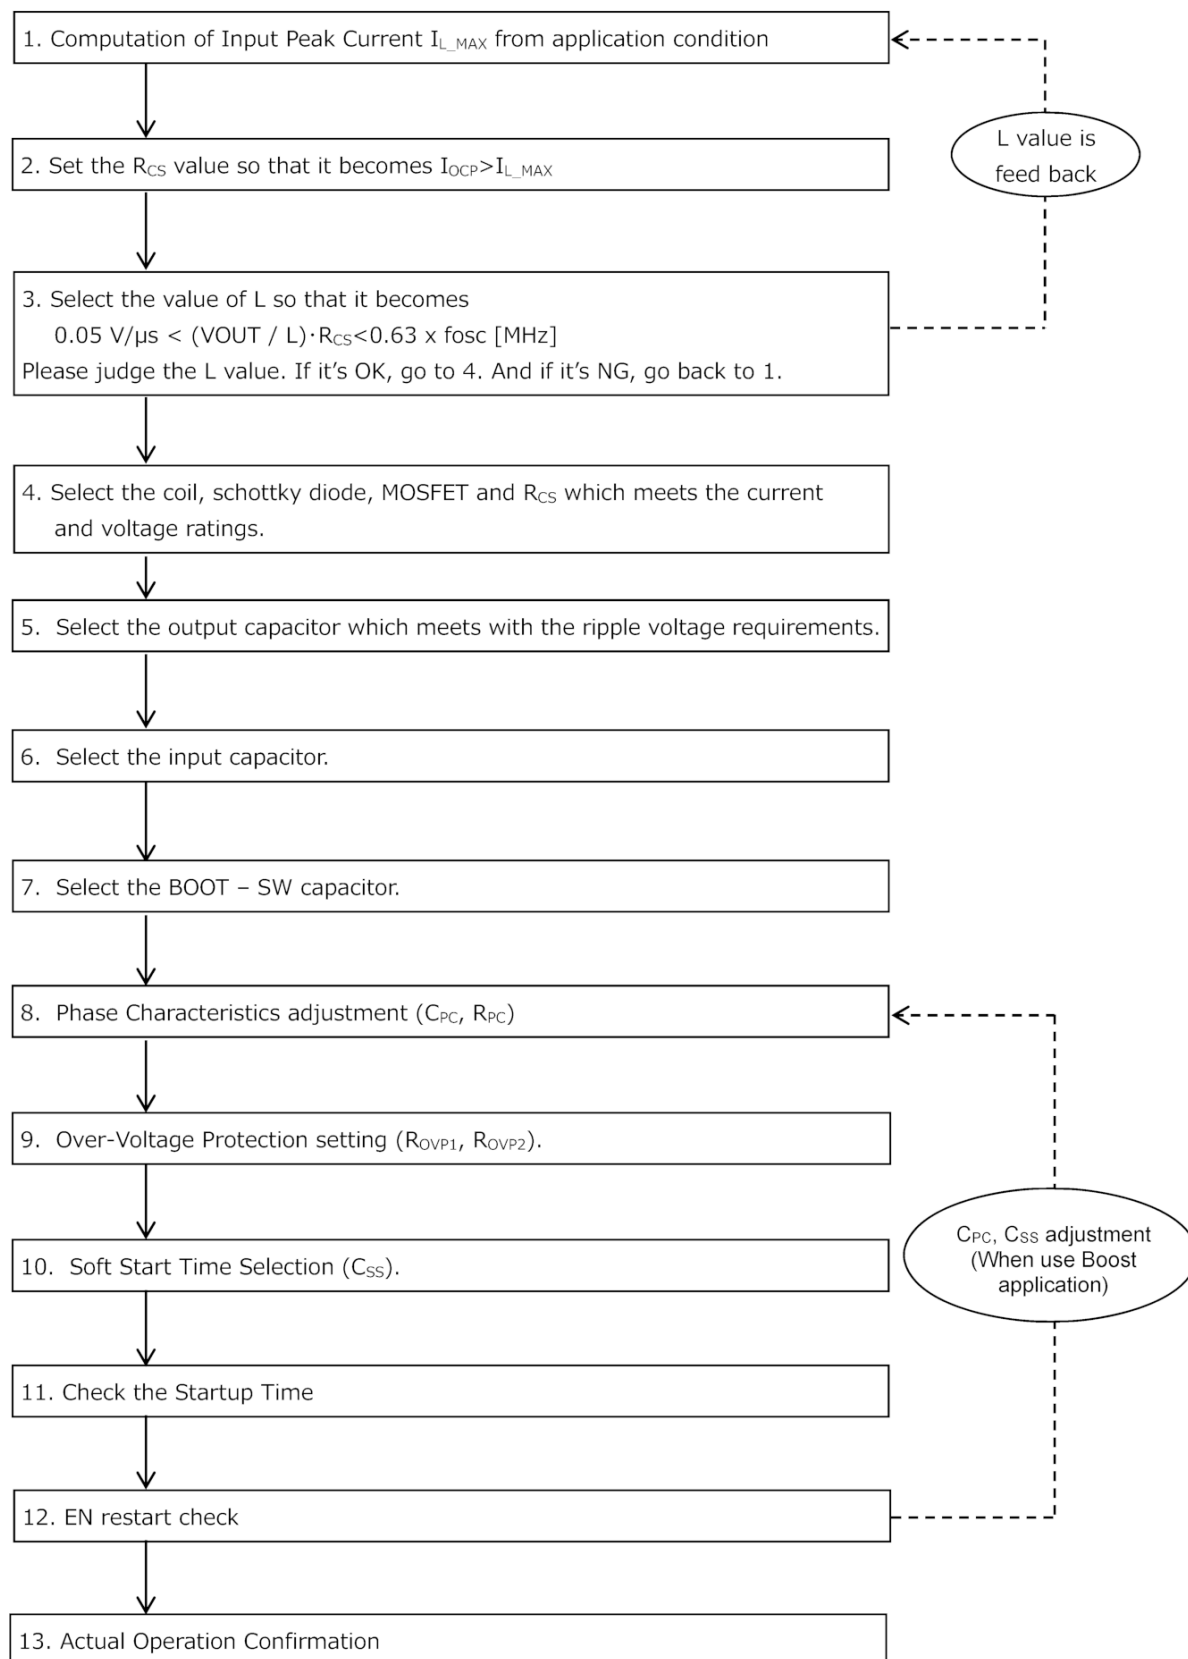 1. Computation of Input Peak Current I_L_MAX from application condition
L value is
feed back
2. Set the R_CS value so that it becomes I_OCP>I_L_MAX
3. Select the value of L so that it becomes
0.05 V/µs < (VOUT / L)·R_CS<0.63 x fosc [MHz]
Please judge the L value. If it's OK, go to 4. And if it's NG, go back to 1.
4. Select the coil, schottky diode, MOSFET and R_CS which meets the current
and voltage ratings.
5. Select the output capacitor which meets with the ripple voltage requirements.
6. Select the input capacitor.
7. Select the BOOT – SW capacitor.
8. Phase Characteristics adjustment (C_PC, R_PC)
9. Over-Voltage Protection setting (R_OVP1, R_OVP2).
C_PC, C_SS adjustment
(When use Boost
application)
10. Soft Start Time Selection (C_SS).
11. Check the Startup Time
12. EN restart check
13. Actual Operation Confirmation